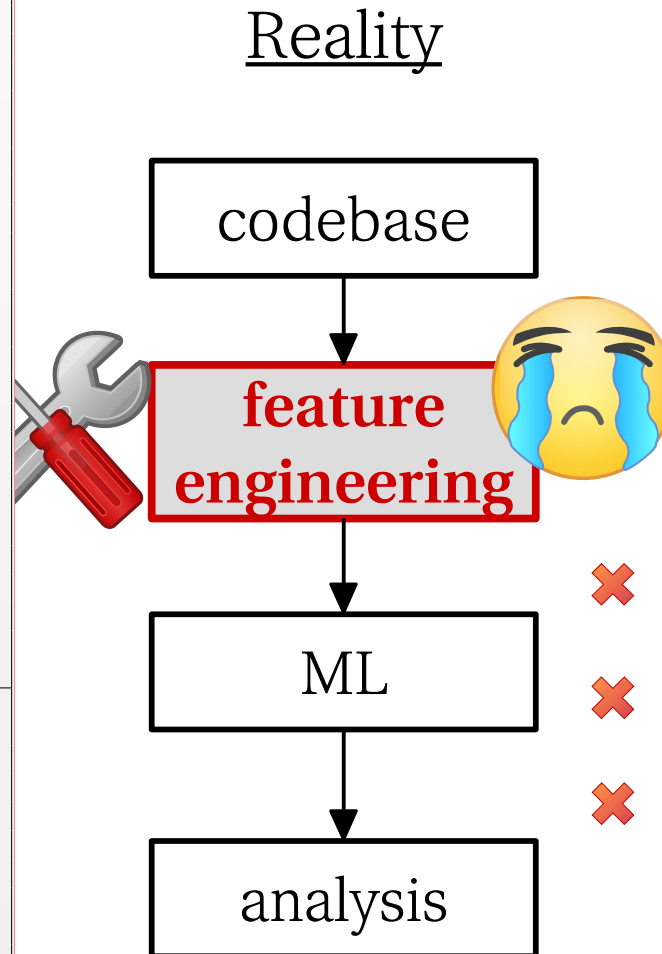 Reality
codebase
feature
engineering
ML
analysis